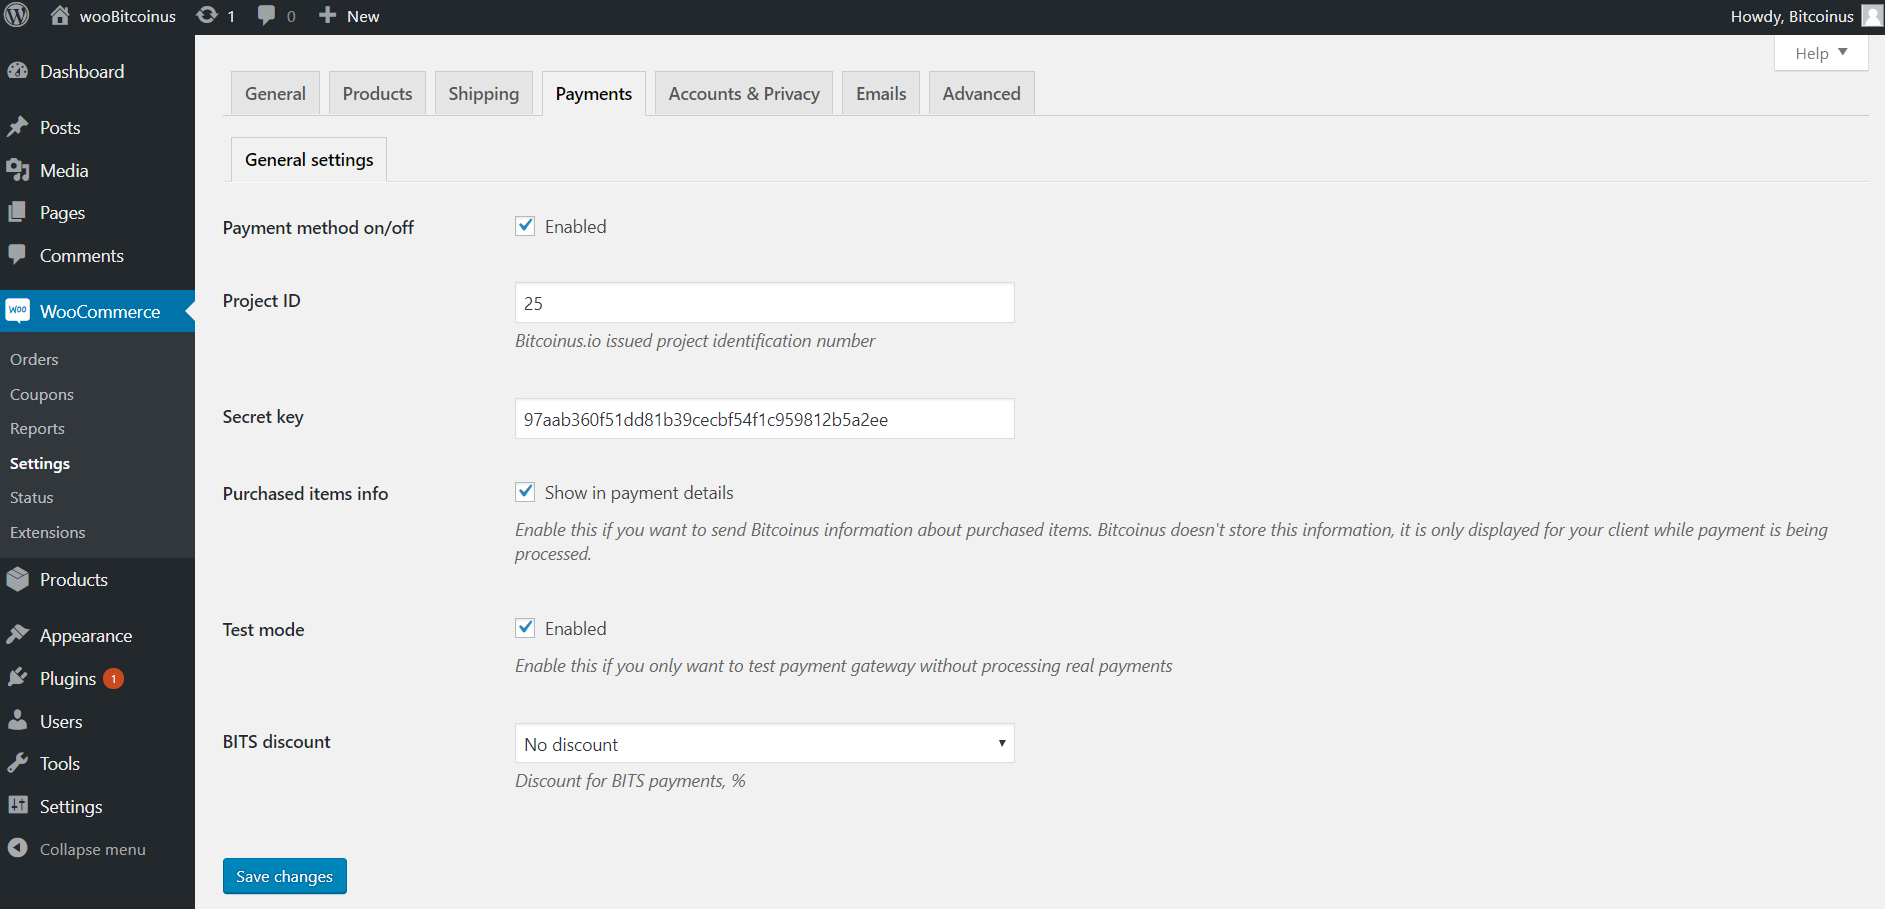 wooBitcoinus 1 0 New Howdy, Bitcoinus
Help
Dashboard
Posts
Media
Pages
Comments
WooCommerce
Orders
Coupons
Reports
Settings
Status
Extensions
Products
Appearance
Plugins 1
Users
Tools
Settings
Collapse menu
General Products Shipping Payments Accounts & Privacy Emails Advanced
General settings
Payment method on/off Enabled
Project ID 25
Bitcoinus.io issued project identification number
Secret key 97aab360f51dd81b39cecbf54f1c959812b5a2ee
Purchased items info Show in payment details
Enable this if you want to send Bitcoinus information about purchased items. Bitcoinus doesn't store this information, it is only displayed for your client while payment is being
processed.
Test mode Enabled
Enable this if you only want to test payment gateway without processing real payments
BITS discount No discount
Discount for BITS payments, %
Save changes